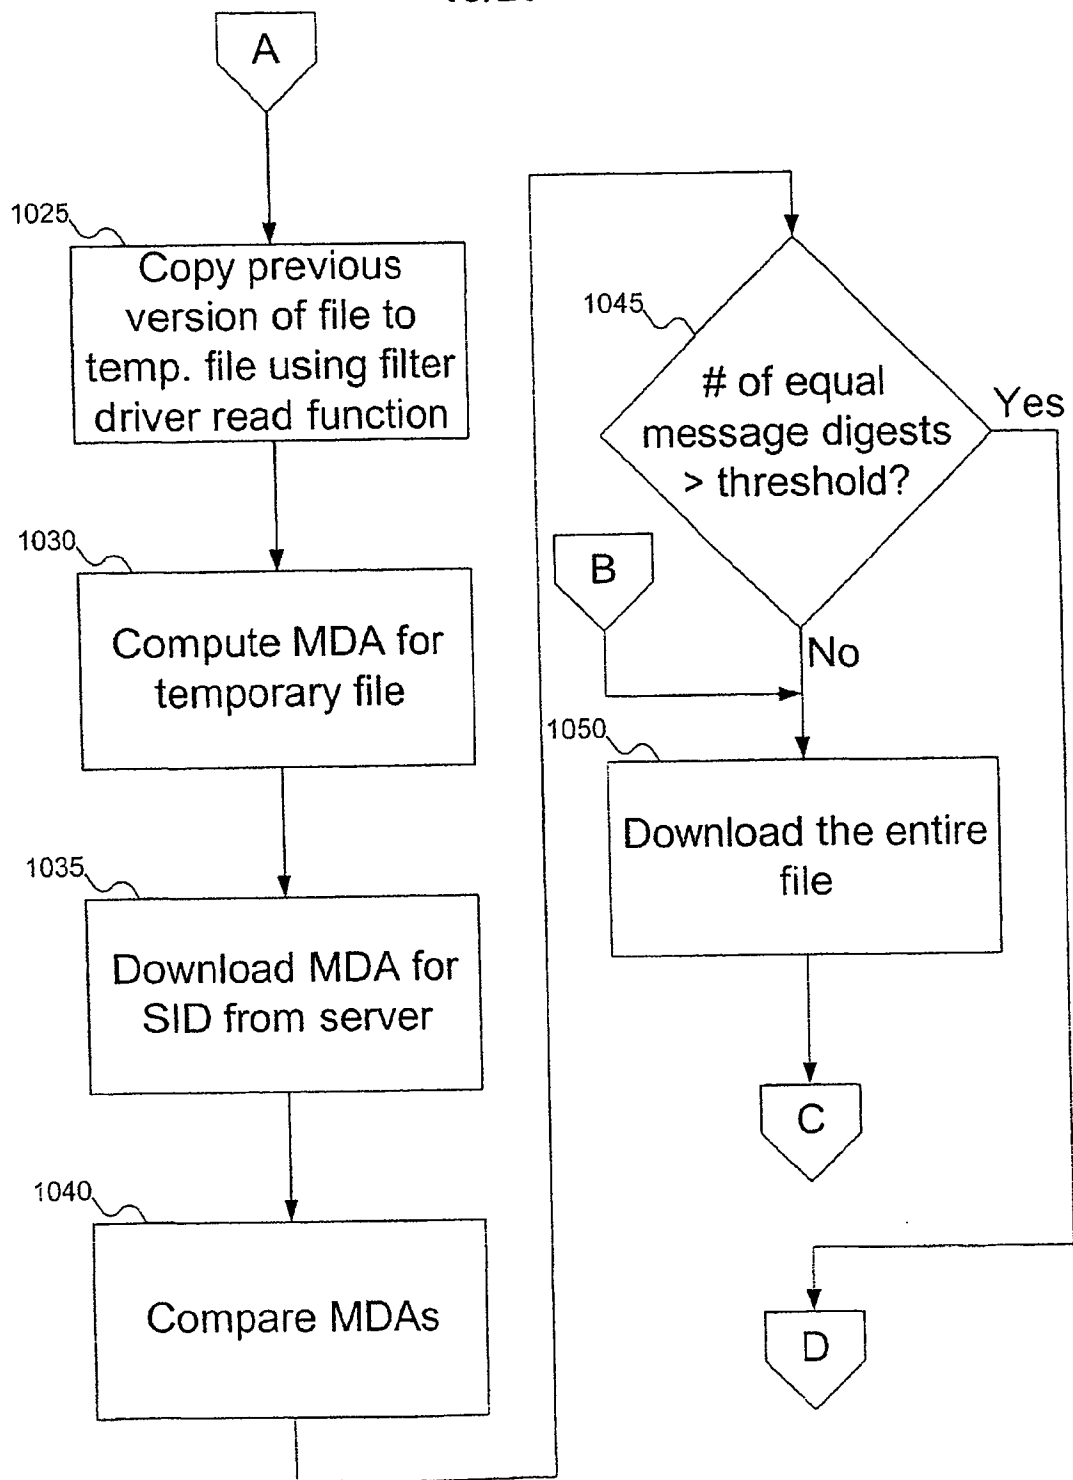 A
1025
Copy previous
version of file to
temp. file using filter
driver read function
1030
Compute MDA for
temporary file
1035
Download MDA for
SID from server
1040
Compare MDAs
1045
# of equal
message digests
> threshold?
Yes
B
No
1050
Download the entire
file
C
D